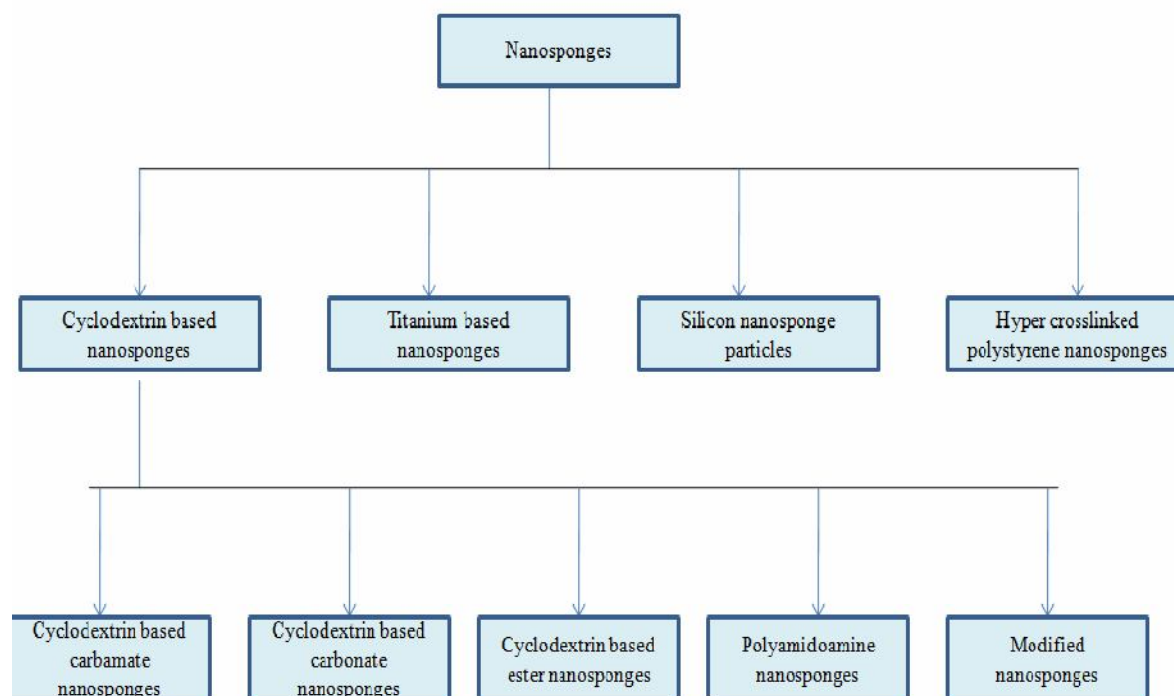 Nanosponges
Cyclodextrin based
nanosponges
Titanium based
nanosponges
Silicon nanosponge
particles
Hyper crosslinked
polystyrene nanosponges
Cyclodextrin based
carbamate
nanosponges
Cyclodextrin based
carbonate
nanosponges
Cyclodextrin based
ester nanosponges
Polyamidoamine
nanosponges
Modified
nanosponges